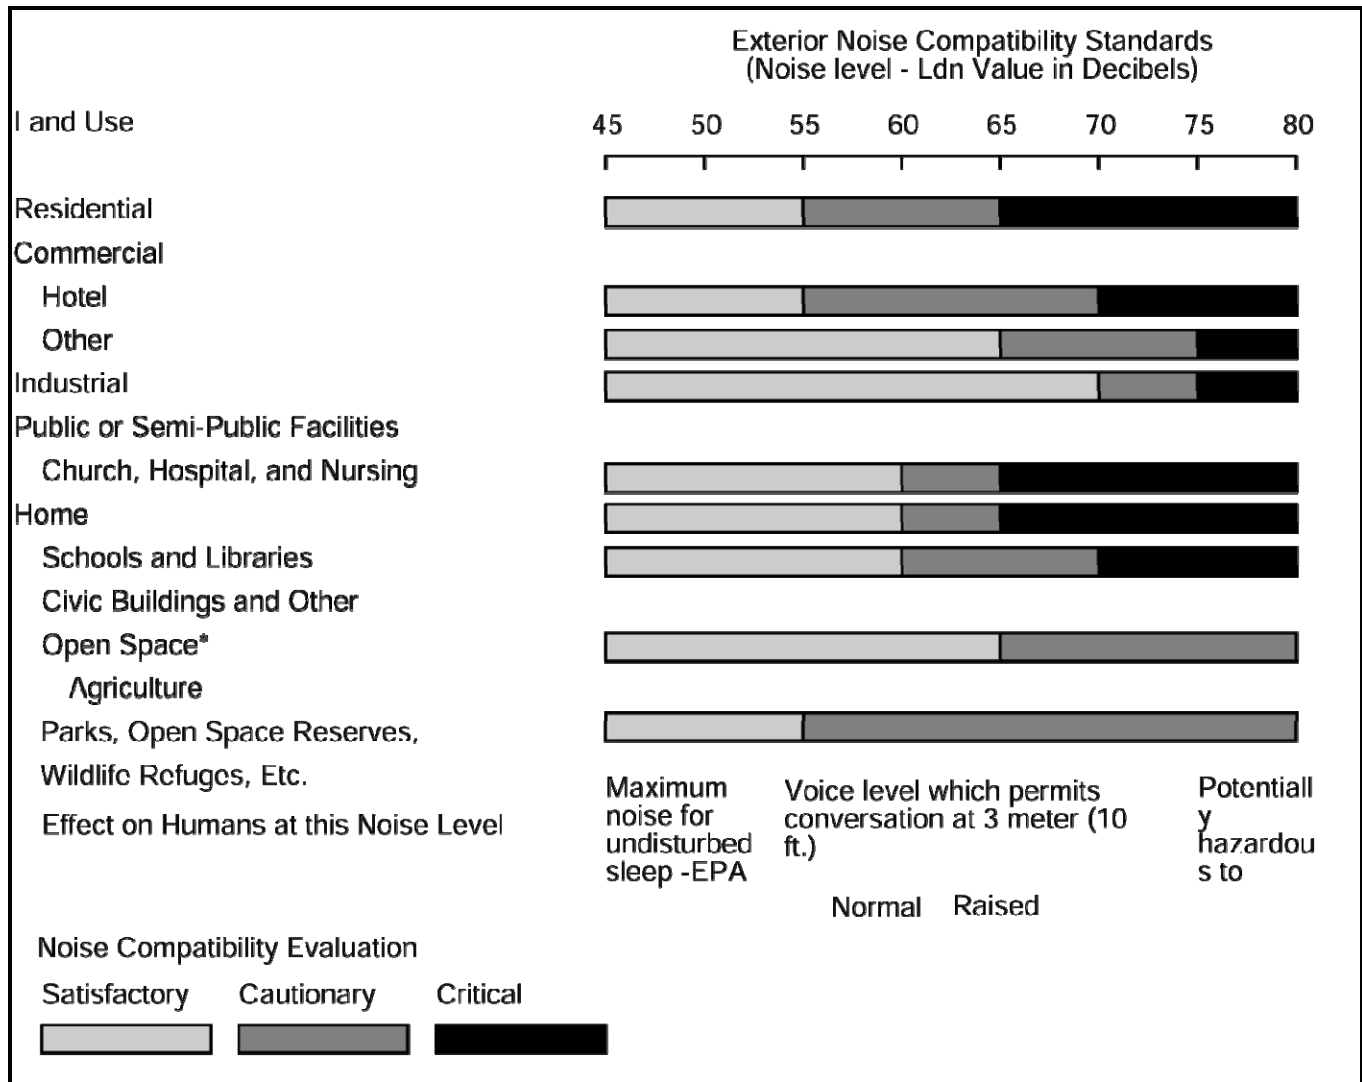 Exterior Noise Compatibility Standards
(Noise level - Ldn Value in Decibels)
Land Use 45 50 55 60 65 70 75 80
Residential
Commercial
Hotel
Other
Industrial
Public or Semi-Public Facilities
Church, Hospital, and Nursing
Home
Schools and Libraries
Civic Buildings and Other
Open Space*
Agriculture
Parks, Open Space Reserves,
Wildlife Refuges, Etc.
Effect on Humans at this Noise Level
Maximum
noise for
undisturbed
sleep -EPA
Voice level which permits
conversation at 3 meter (10
ft.)
Normal Raised
Potentiall
y
hazardou
s to
Noise Compatibility Evaluation
Satisfactory Cautionary Critical